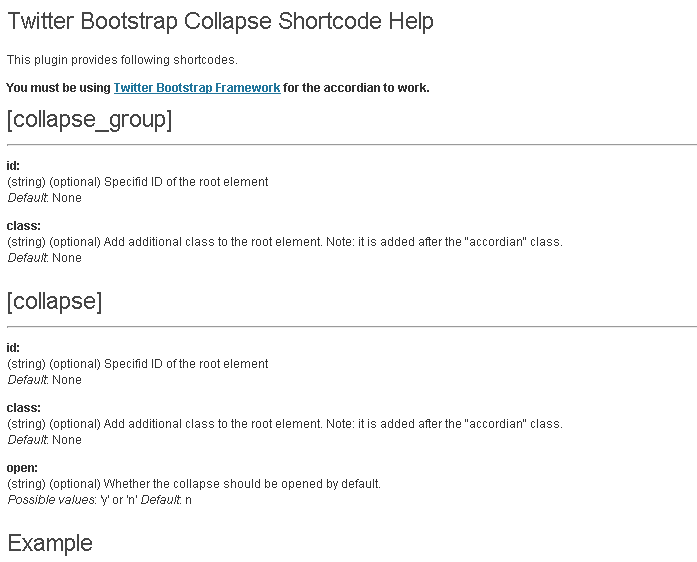 Twitter Bootstrap Collapse Shortcode Help
This plugin provides following shortcodes.
You must be using Twitter Bootstrap Framework for the accordian to work.
[collapse_group]
id:
(string) (optional) Specifid ID of the root element
Default: None
class:
(string) (optional) Add additional class to the root element. Note: it is added after the "accordian" class.
Default: None
[collapse]
id:
(string) (optional) Specifid ID of the root element
Default: None
class:
(string) (optional) Add additional class to the root element. Note: it is added after the "accordian" class.
Default: None
open:
(string) (optional) Whether the collapse should be opened by default.
Possible values: 'y' or 'n' Default: n
Example